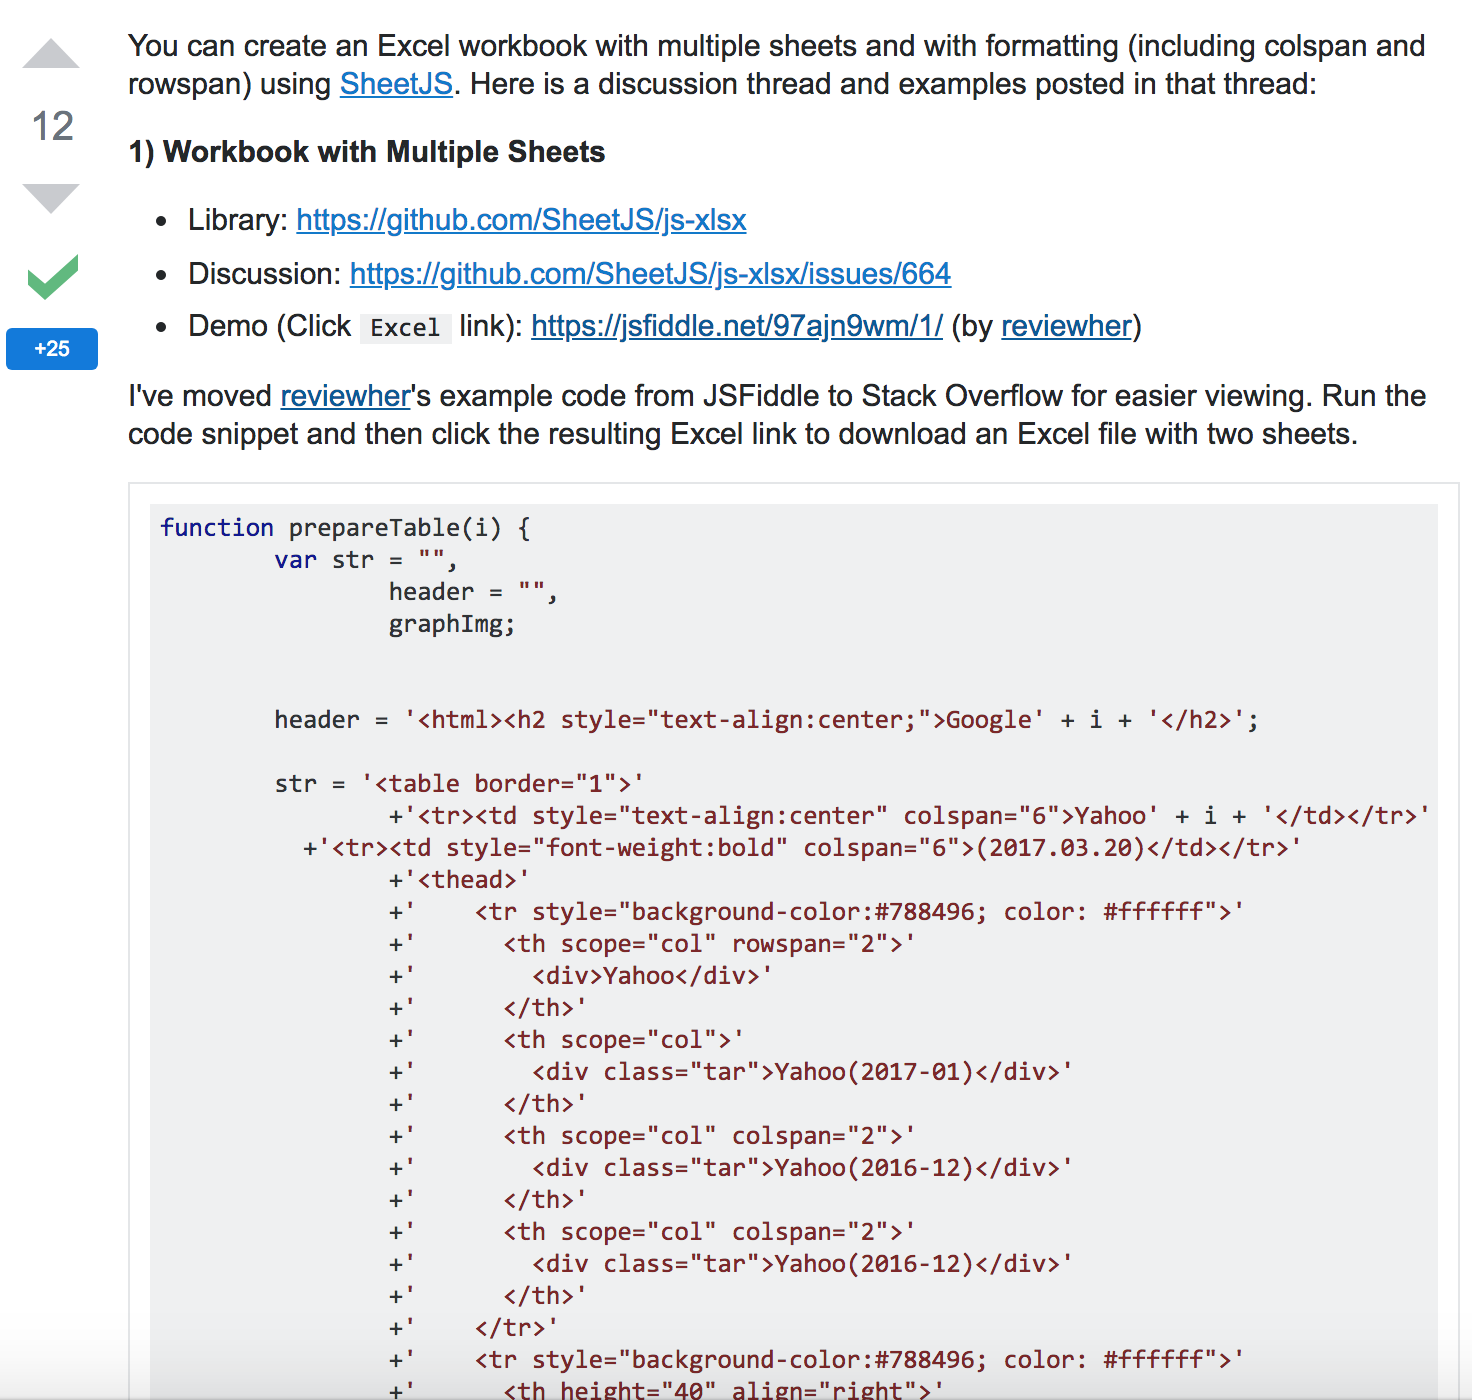 You can create an Excel workbook with multiple sheets and with formatting (including colspan and
rowspan) using SheetJS. Here is a discussion thread and examples posted in that thread:
12
1) Workbook with Multiple Sheets
• Library: https://github.com/SheetJS/js-xlsx
• Discussion: https://github.com/SheetJS/js-xlsx/issues/664
• Demo (Click Excel link): https://jsfiddle.net/97ajn9wm/1/ (by reviewher)
+25
I've moved reviewher's example code from JSFiddle to Stack Overflow for easier viewing. Run the
code snippet and then click the resulting Excel link to download an Excel file with two sheets.
function prepareTable(i) {
        var str = "",
                header = "",
                graphImg;
        header = '<html><h2 style="text-align:center;">Google' + i + '</h2>';
        str = '<table border="1">'
                +'<tr><td style="text-align:center" colspan="6">Yahoo' + i + '</td></tr>'
          +'<tr><td style="font-weight:bold" colspan="6">(2017.03.20)</td></tr>'
                +'<thead>'
                +'    <tr style="background-color:#788496; color: #ffffff">'
                +'      <th scope="col" rowspan="2">'
                +'        <div>Yahoo</div>'
                +'      </th>'
                +'      <th scope="col">'
                +'        <div class="tar">Yahoo(2017-01)</div>'
                +'      </th>'
                +'      <th scope="col" colspan="2">'
                +'        <div class="tar">Yahoo(2016-12)</div>'
                +'      </th>'
                +'      <th scope="col" colspan="2">'
                +'        <div class="tar">Yahoo(2016-12)</div>'
                +'      </th>'
                +'    </tr>'
                +'    <tr style="background-color:#788496; color: #ffffff">'
                +'      <th height="40" align="right">'